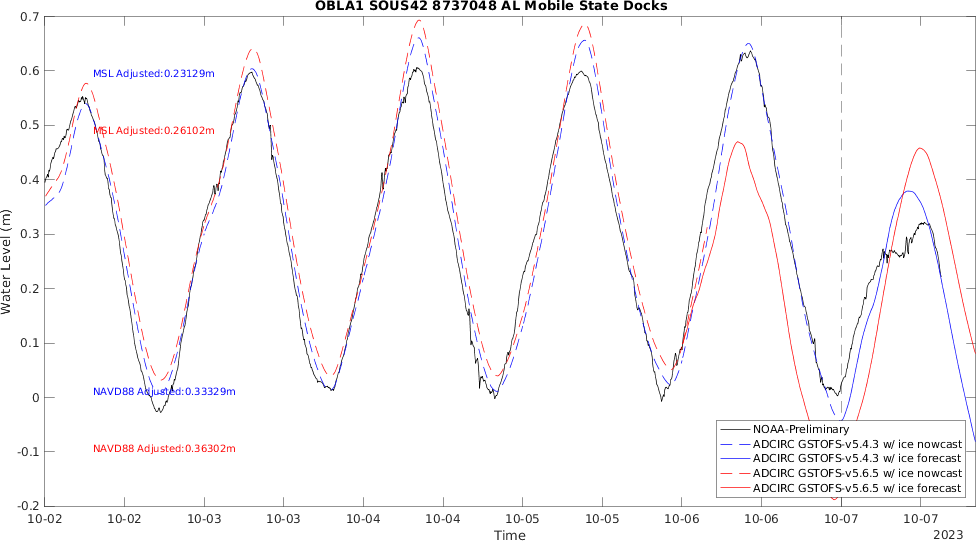 OBLA1 SOUS42 8737048 AL Mobile State Docks
0.7
0.6
0.5
0.4
0.3
0.2
0.1
0
-0.1
-0.2
Water Level (m)
MSL Adjusted:0.23129m
MSL Adjusted:0.26102m
NAVD88 Adjusted:0.33329m
NAVD88 Adjusted:0.36302m
NOAA-Preliminary
ADCIRC GSTOFS-v5.4.3 w/ ice nowcast
ADCIRC GSTOFS-v5.4.3 w/ ice forecast
ADCIRC GSTOFS-v5.6.5 w/ ice nowcast
ADCIRC GSTOFS-v5.6.5 w/ ice forecast
10-02 10-02 10-03 10-03 10-04 10-04 10-05 10-05 10-06 10-06 10-07 10-07
Time
2023